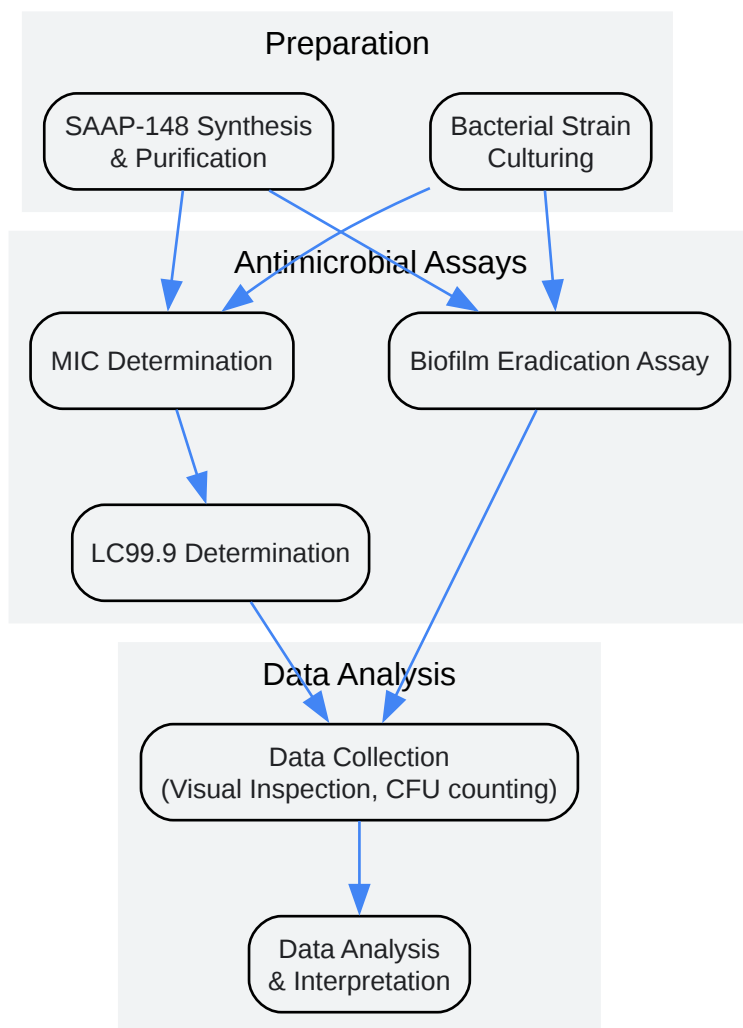 Preparation
SAAP-148 Synthesis
& Purification
Bacterial Strain
Culturing
Antimicrobial Assays
MIC Determination
Biofilm Eradication Assay
LC99.9 Determination
Data Analysis
Data Collection
(Visual Inspection, CFU counting)
Data Analysis
& Interpretation